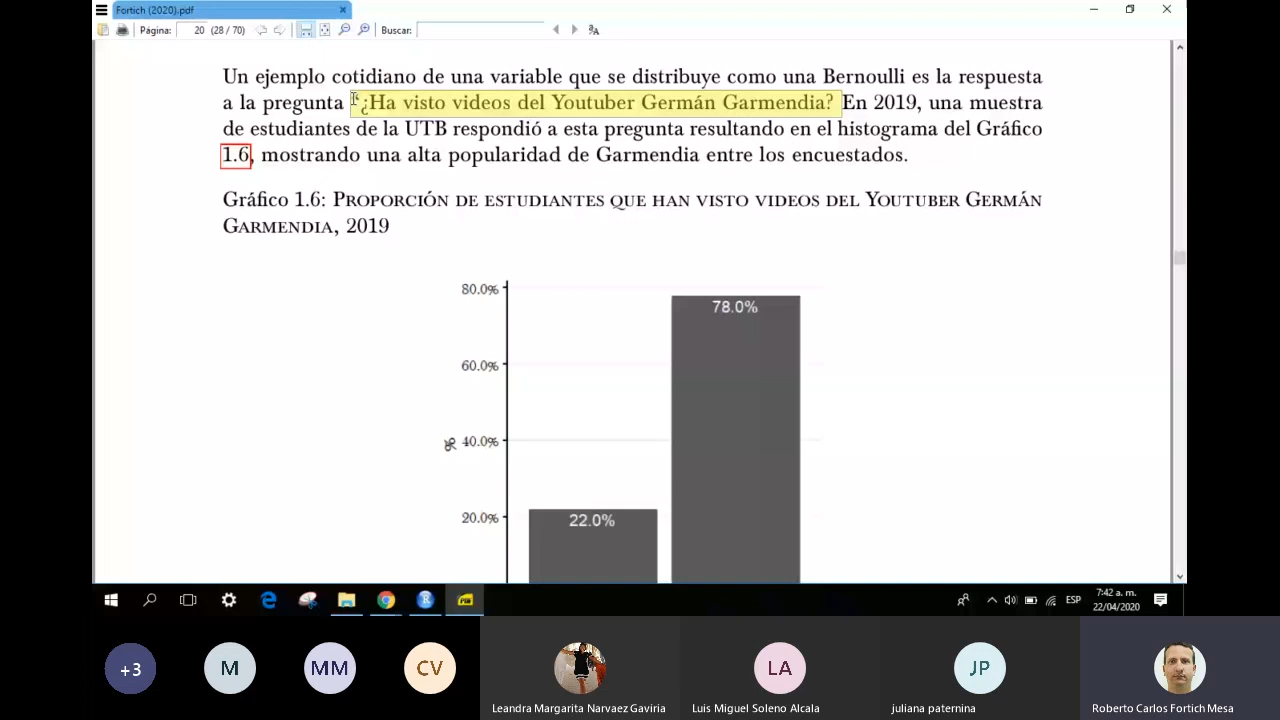 Fortich (2020).pdf
Página: 20 (28 / 70) Buscar:
Un ejemplo cotidiano de una variable que se distribuye como una Bernoulli es la respuesta
a la pregunta “¿Ha visto videos del Youtuber Germán Garmendia? En 2019, una muestra
de estudiantes de la UTB respondió a esta pregunta resultando en el histograma del Gráfico
1.6, mostrando una alta popularidad de Garmendia entre los encuestados.
Gráfico 1.6: Proporción de estudiantes que han visto videos del Youtuber Germán
Garmendia, 2019
80.0%
78.0%
60.0%
%
40.0%
20.0%
22.0%
ESP
7:42 a. m.
22/04/2020
+3
M
MM
CV
LA
JP
Leandra Margarita Narvaez Gaviria
Luis Miguel Soleno Alcala
juliana paternina
Roberto Carlos Fortich Mesa